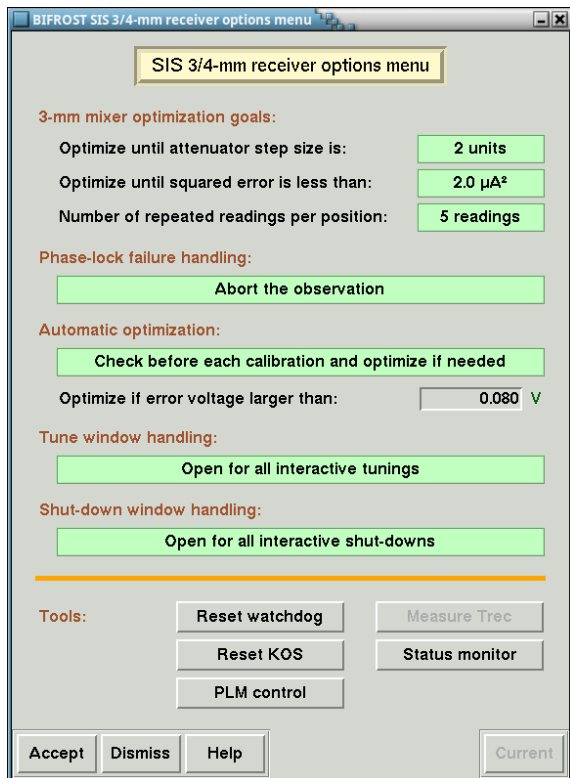 BIFROST SIS 3/4-mm receiver options menu
SIS 3/4-mm receiver options menu
3-mm mixer optimization goals:
Optimize until attenuator step size is: 2 units
Optimize until squared error is less than: 2.0 µA²
Number of repeated readings per position: 5 readings
Phase-lock failure handling:
Abort the observation
Automatic optimization:
Check before each calibration and optimize if needed
Optimize if error voltage larger than: 0.080 V
Tune window handling:
Open for all interactive tunings
Shut-down window handling:
Open for all interactive shut-downs
Tools: Reset watchdog Measure Trec
Reset KOS Status monitor
PLM control
Accept Dismiss Help Current